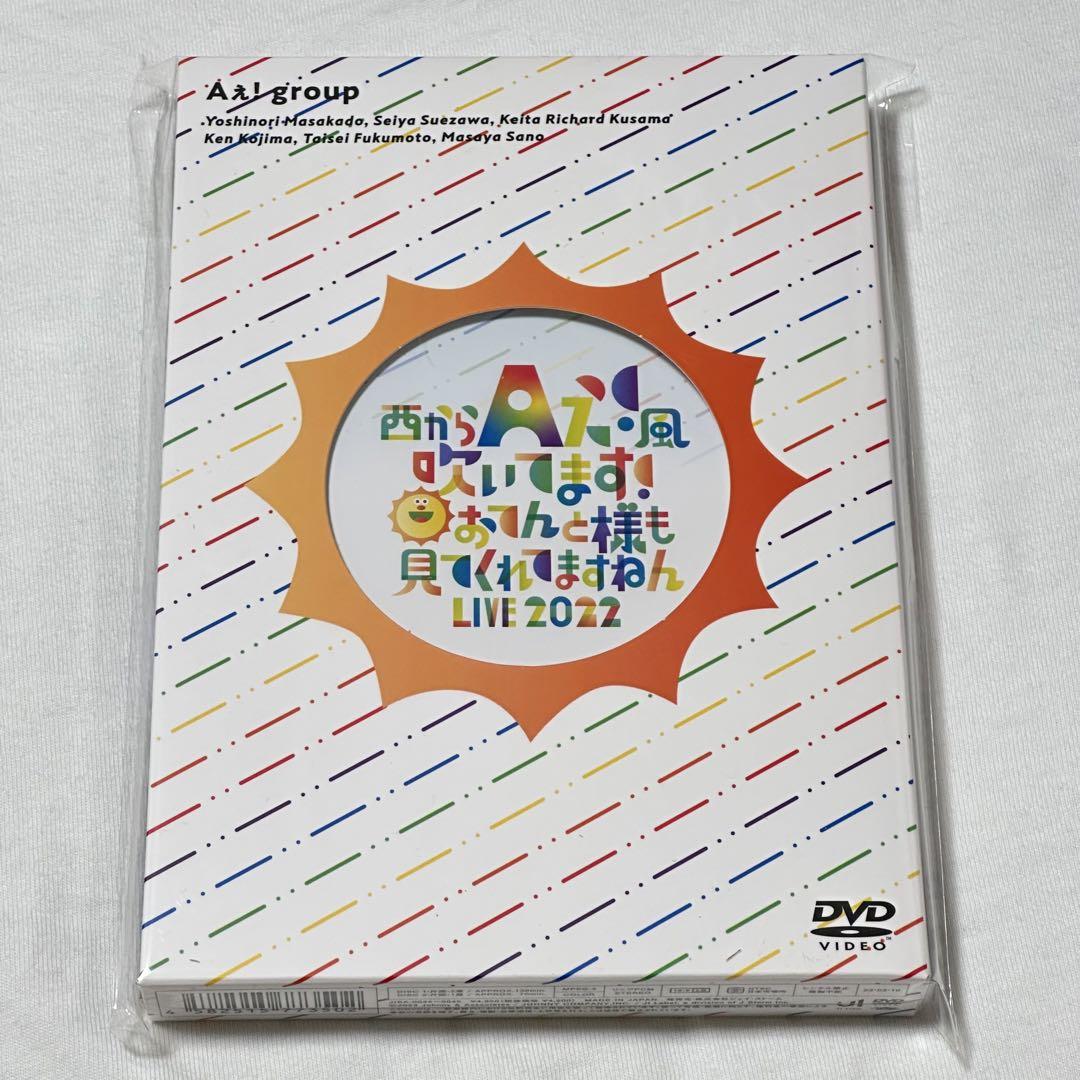 Aぇ! group
Yoshinori Masakado, Seiya Suezawa, Keita Richard Kusama
Ken Kojima, Taisei Fukumoto, Masaya Sano
西からAぇ！風
吹いてます！
おてんと様も
見てくれてますねん
LIVE 2022
DVD
VIDEO